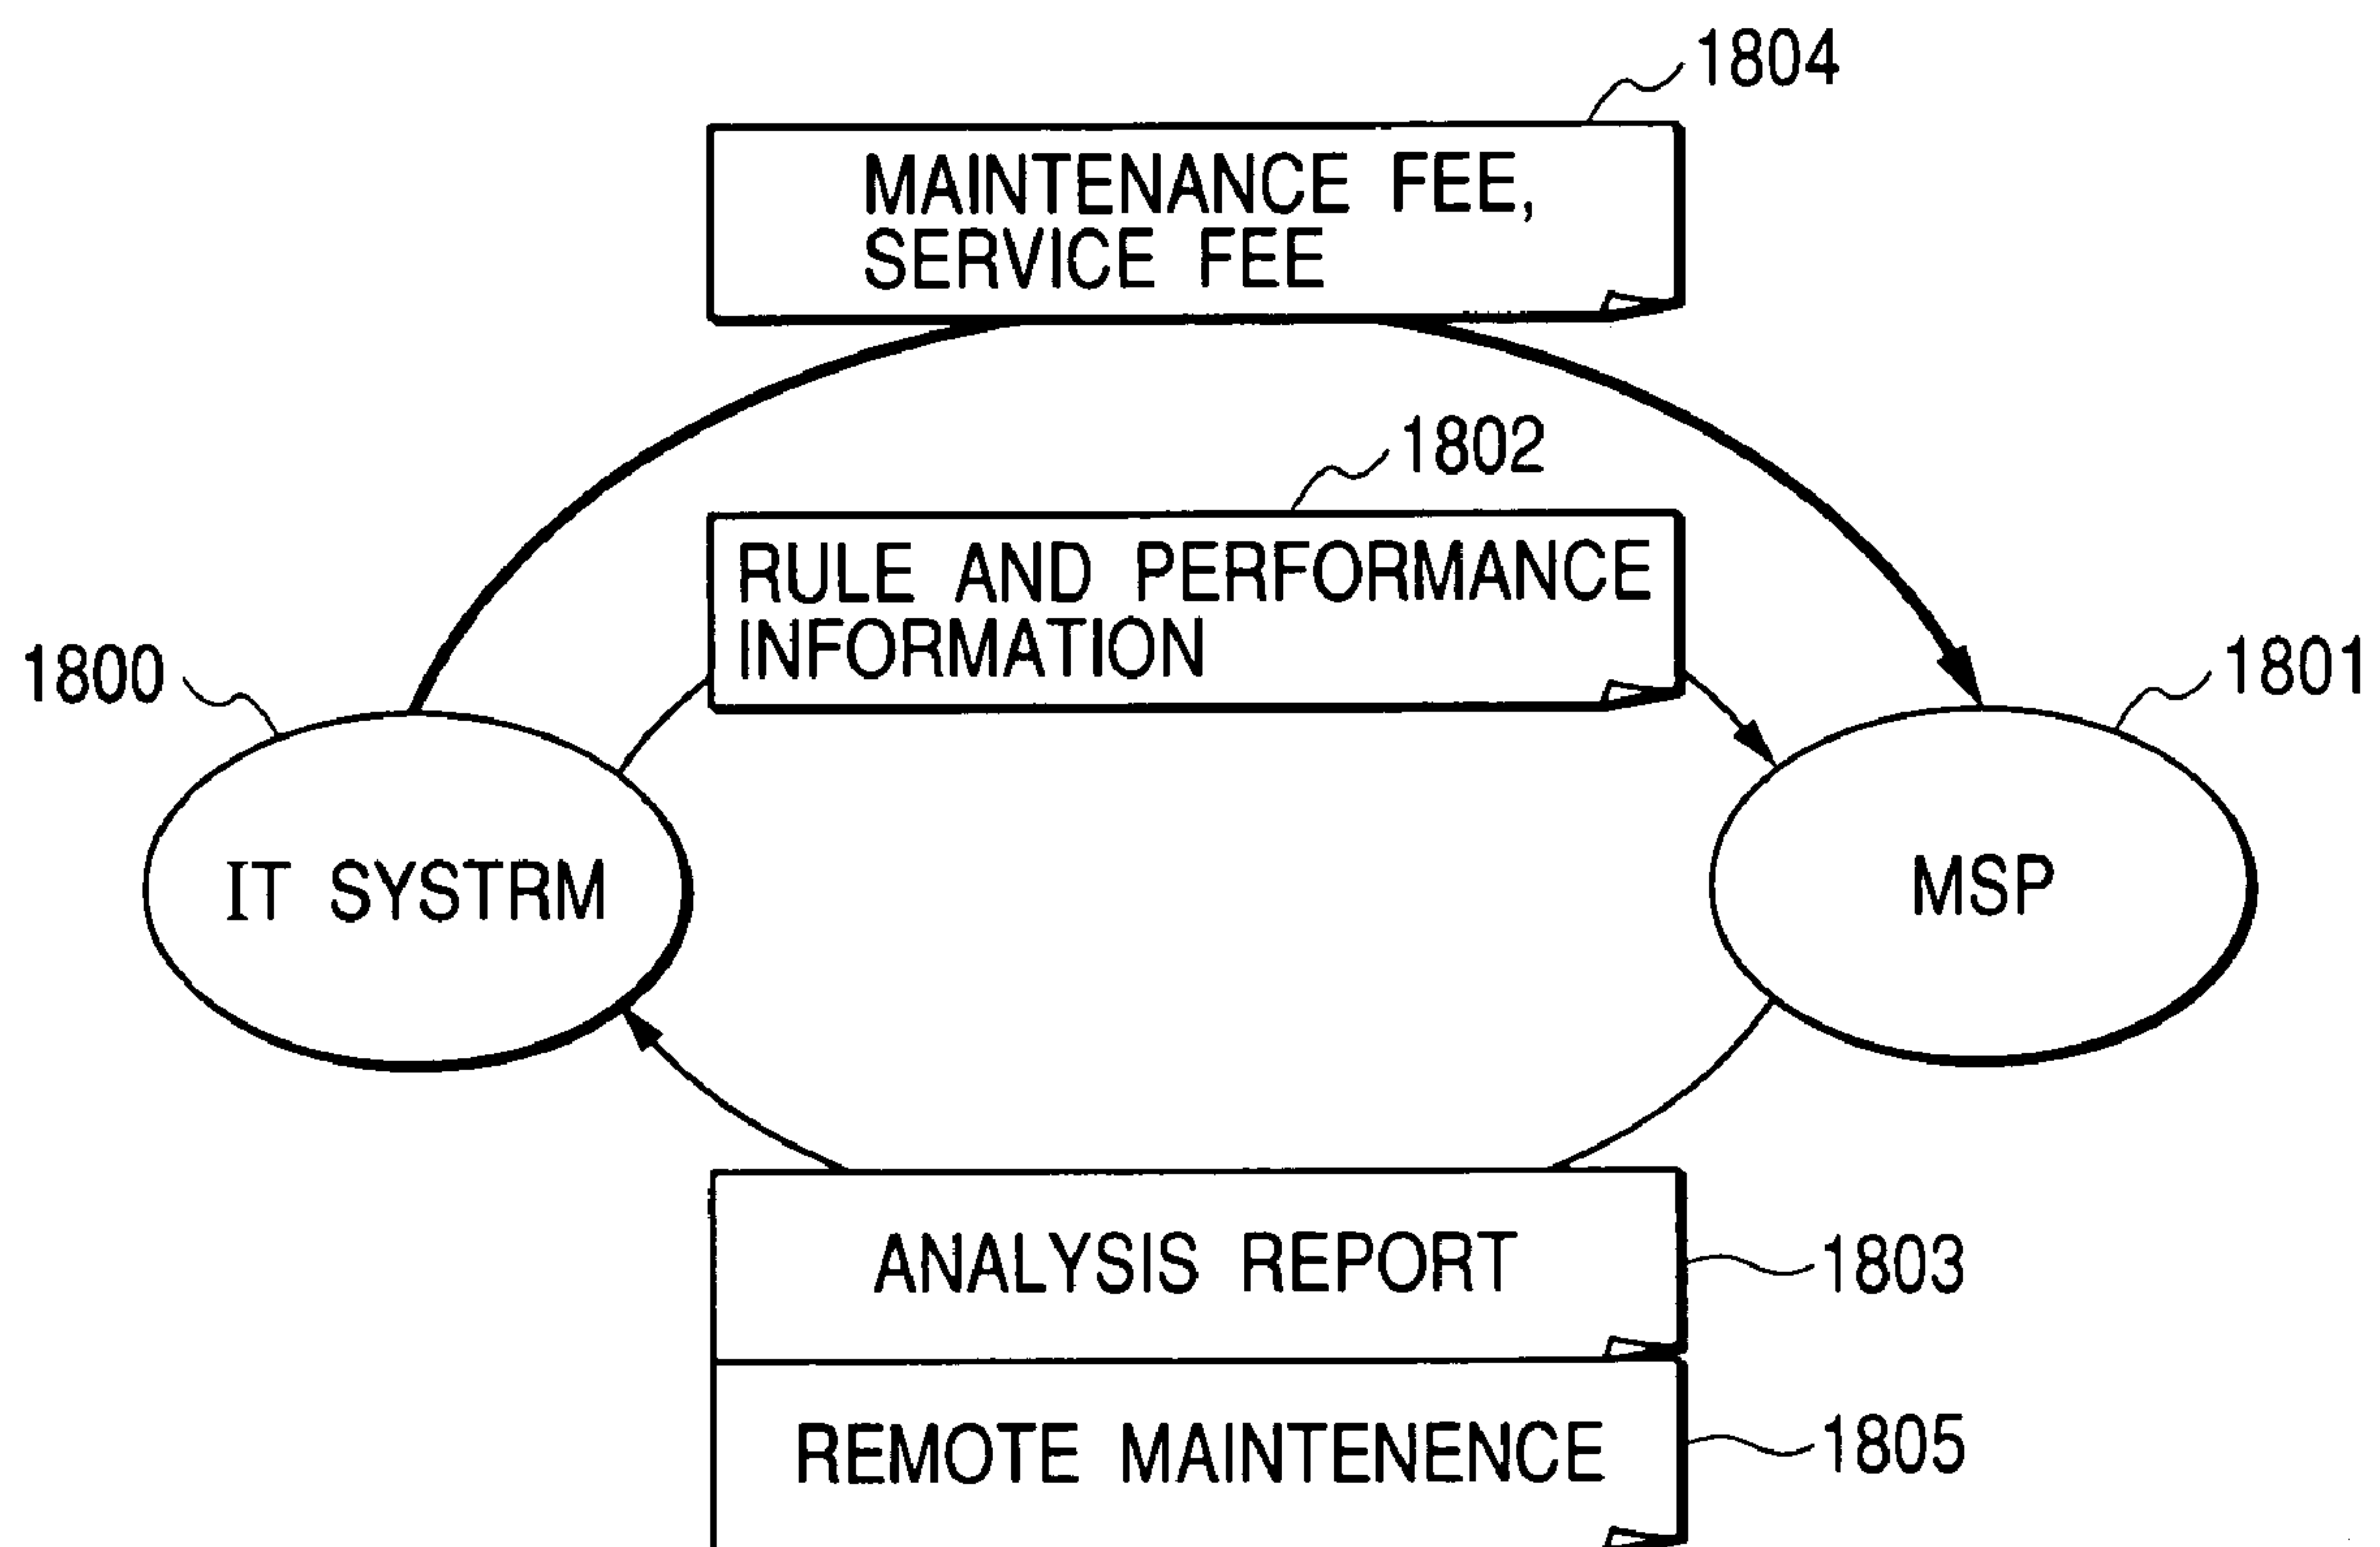 1804
MAINTENANCE FEE,
SERVICE FEE
1802
RULE AND PERFORMANCE
INFORMATION
1800
1801
IT SYSTRM
MSP
ANALYSIS REPORT
1803
REMOTE MAINTENENCE
1805